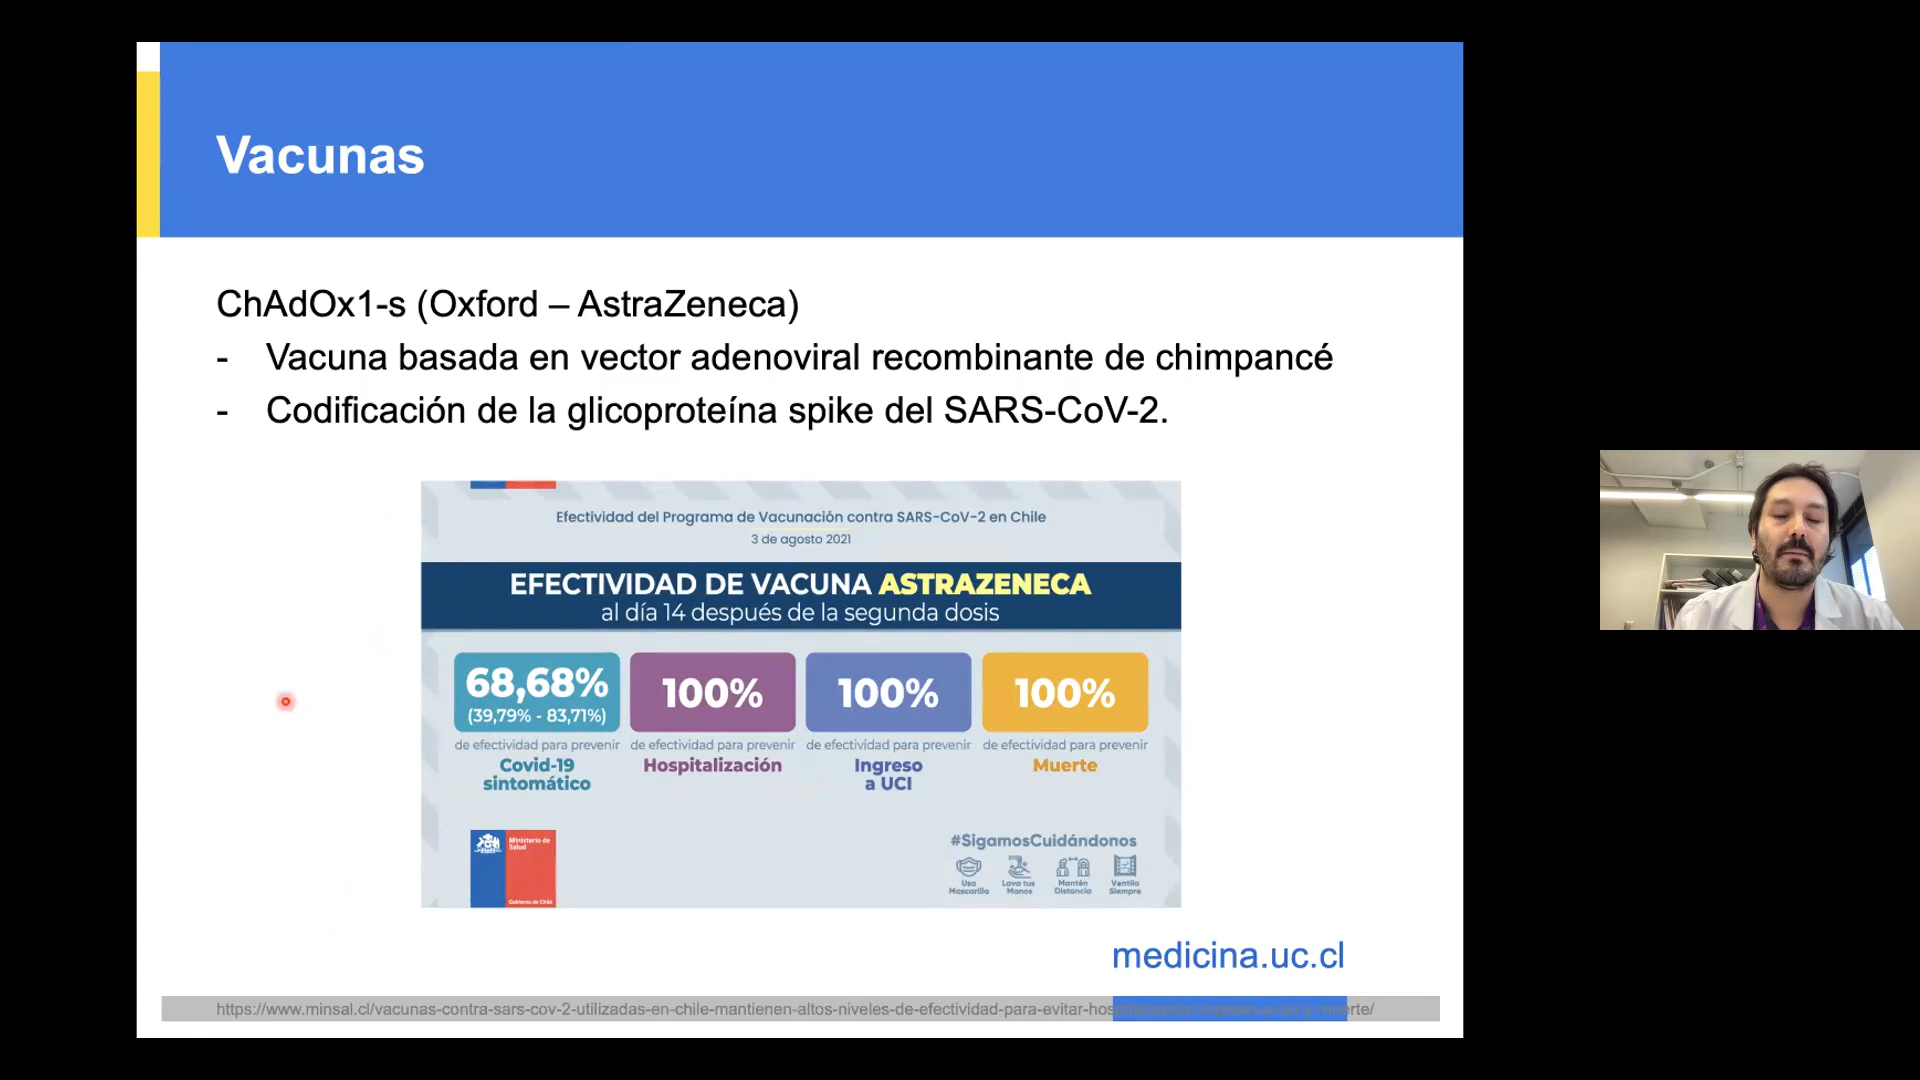 Vacunas
ChAdOx1-s (Oxford – AstraZeneca)
- Vacuna basada en vector adenoviral recombinante de chimpancé
- Codificación de la glicoproteína spike del SARS-CoV-2.
Efectividad del Programa de Vacunación contra SARS-CoV-2 en Chile
3 de agosto 2021
EFECTIVIDAD DE VACUNA ASTRAZENECA
al día 14 después de la segunda dosis
68,68%
(39,79% - 83,71%)
de efectividad para prevenir
Covid-19
sintomático
100%
de efectividad para prevenir
Hospitalización
100%
de efectividad para prevenir
Ingreso
a UCI
100%
de efectividad para prevenir
Muerte
Ministerio de
Salud
Gobierno de Chile
#SigamosCuidándonos
Usa
Mascarilla
Lava tus
Manos
Mantén
Distancia
Ventila
Siempre
medicina.uc.cl
https://www.minsal.cl/vacunas-contra-sars-cov-2-utilizadas-en-chile-mantienen-altos-niveles-de-efectividad-para-evitar-hos